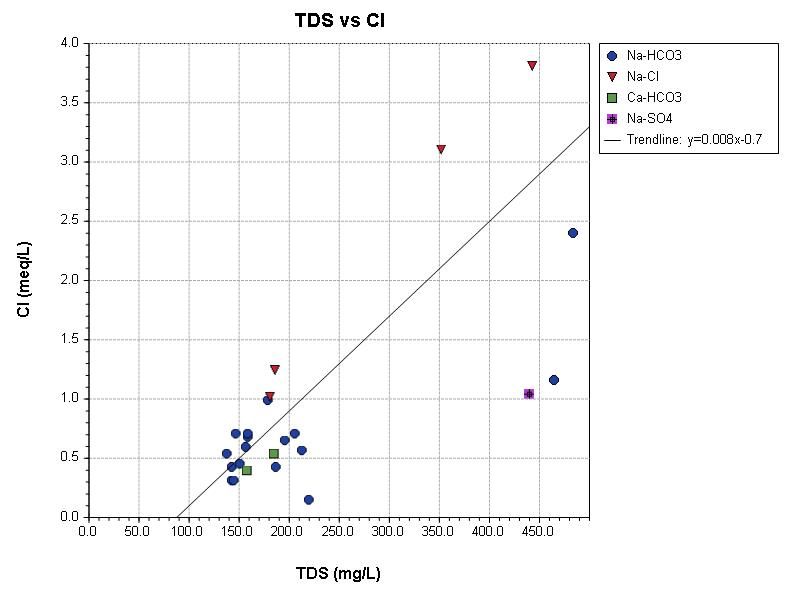 TDS vs Cl
4.0
3.5
3.0
2.5
2.0
1.5
1.0
0.5
0.0
Cl (meq/L)
0.0 50.0 100.0 150.0 200.0 250.0 300.0 350.0 400.0 450.0
TDS (mg/L)
Na-HCO3
Na-Cl
Ca-HCO3
Na-SO4
Trendline: y=0.008x-0.7